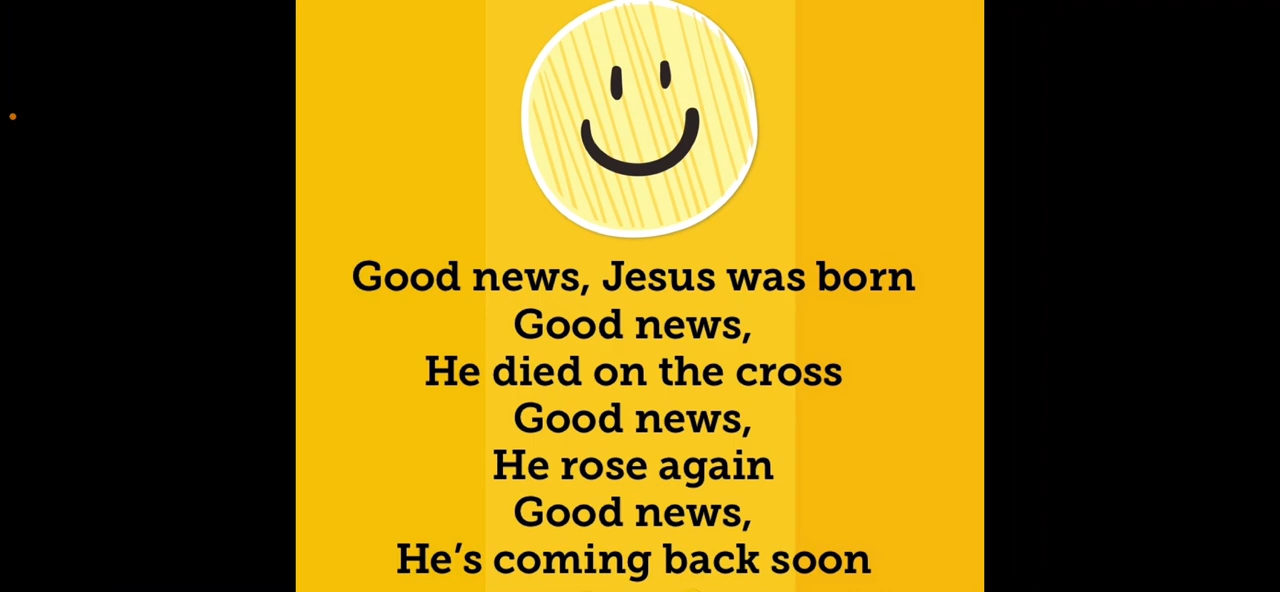 Good news, Jesus was born
Good news,
He died on the cross
Good news,
He rose again
Good news,
He’s coming back soon